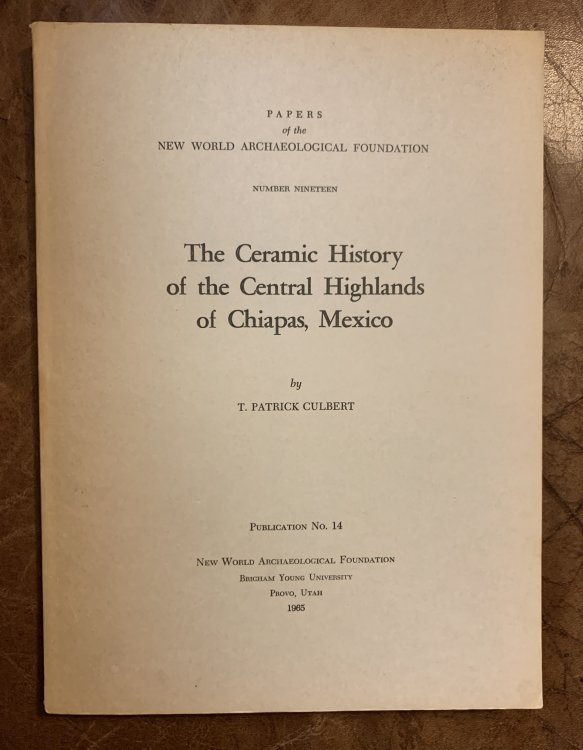 PAPERS
of the
NEW WORLD ARCHAEOLOGICAL FOUNDATION
NUMBER NINETEEN
The Ceramic History
of the Central Highlands
of Chiapas, Mexico
by
T. PATRICK CULBERT
Publication No. 14
New World Archaeological Foundation
Brigham Young University
Provo, Utah
1965